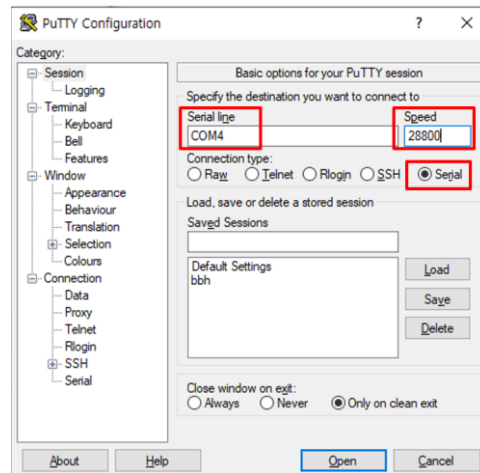 PuTTY Configuration
? ×
Category:
Session
Logging
Terminal
Keyboard
Bell
Features
Window
Appearance
Behaviour
Translation
Selection
Colours
Connection
Data
Proxy
Telnet
Rlogin
SSH
Serial
Basic options for your PuTTY session
Specify the destination you want to connect to
Serial line Speed
COM4 28800
Connection type:
Raw Telnet Rlogin SSH Serial
Load, save or delete a stored session
Saved Sessions
Default Settings
bbh
Load
Save
Delete
Close window on exit:
Always Never Only on clean exit
About Help Open Cancel